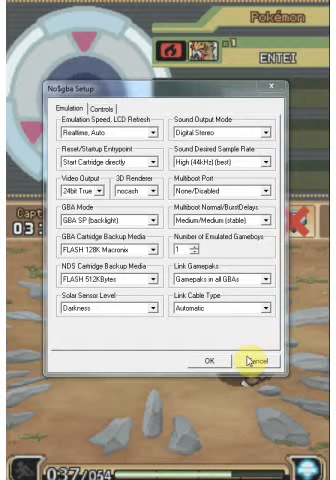 Pokémon
x1
ENTEI
No$gba Setup
x
Emulation Controls
Emulation Speed, LCD Refresh
Realtime, Auto
Sound Output Mode
Digital Stereo
Reset/Startup Entrypoint
Start Cartridge directly
Sound Desired Sample Rate
High (44kHz) (best)
Video Output
24bit True
3D Renderer
nocash
Multiboot Port
None/Disabled
GBA Mode
GBA SP (backlight)
Multiboot Normal/BurstDelays
Medium/Medium (stable)
GBA Cartridge Backup Media
FLASH 128K Macronix
Number of Emulated Gameboys
1
NDS Cartridge Backup Media
FLASH 512KBytes
Link Gamepaks
Gamepaks in all GBAs
Solar Sensor Level
Darkness
Link Cable Type
Automatic
OK
Cancel
Capt
03
037/054